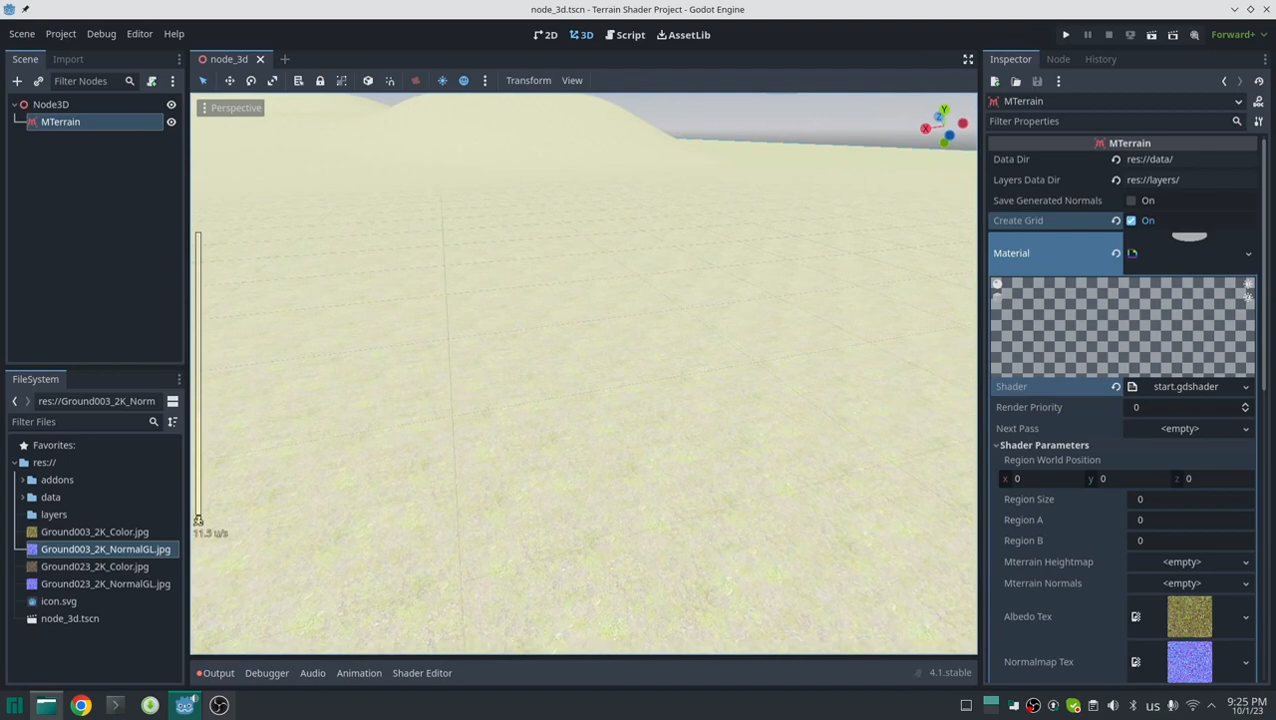 node_3d.tscn - Terrain Shader Project - Godot Engine
Scene Project Debug Editor Help
2D 3D Script AssetLib
Forward+
Scene Import
Filter Nodes
Node3D
MTerrain
FileSystem
res://Ground003_2K_Norm
Filter Files
Favorites:
res://
addons
data
layers
Ground003_2K_Color.jpg
Ground003_2K_NormalGL.jpg
Ground023_2K_Color.jpg
Ground023_2K_NormalGL.jpg
icon.svg
node_3d.tscn
node_3d
Transform View
Perspective
Y
Z
X
11.5 u/s
Output Debugger Audio Animation Shader Editor
4.1.stable
Inspector Node History
MTerrain
Filter Properties
MTerrain
Data Dir res://data/
Layers Data Dir res://layers/
Save Generated Normals On
Create Grid On
Material
Shader start.gdshader
Render Priority 0
Next Pass <empty>
Shader Parameters
Region World Position
x 0 y 0 z 0
Region Size 0
Region A 0
Region B 0
Mterrain Heightmap <empty>
Mterrain Normals <empty>
Albedo Tex
Normalmap Tex
us
9:25 PM
10/1/23